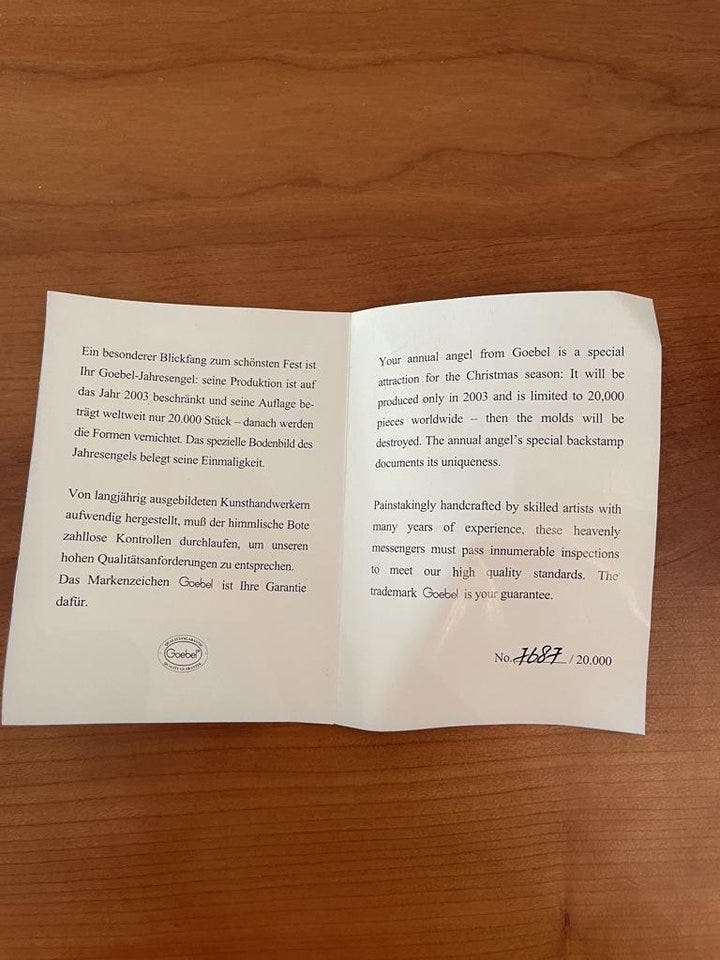 Ein besonderer Blickfang zum schönsten Fest ist
Ihr Goebel-Jahresengel: seine Produktion ist auf
das Jahr 2003 beschränkt und seine Auflage be-
trägt weltweit nur 20.000 Stück – danach werden
die Formen vernichtet. Das spezielle Bodenbild des
Jahresengels belegt seine Einmaligkeit.
Von langjährig ausgebildeten Kunsthandwerkern
aufwendig hergestellt, muß der himmlische Bote
zahllose Kontrollen durchlaufen, um unseren
hohen Qualitätsanforderungen zu entsprechen.
Das Markenzeichen Goebel ist Ihre Garantie
dafür.
Goebel®
QUALITY GUARANTEE
Your annual angel from Goebel is a special
attraction for the Christmas season: It will be
produced only in 2003 and is limited to 20,000
pieces worldwide – then the molds will be
destroyed. The annual angel's special backstamp
documents its uniqueness.
Painstakingly handcrafted by skilled artists with
many years of experience, these heavenly
messengers must pass innumerable inspections
to meet our high quality standards. The
trademark Goebel is your guarantee.
No. 7687 / 20.000